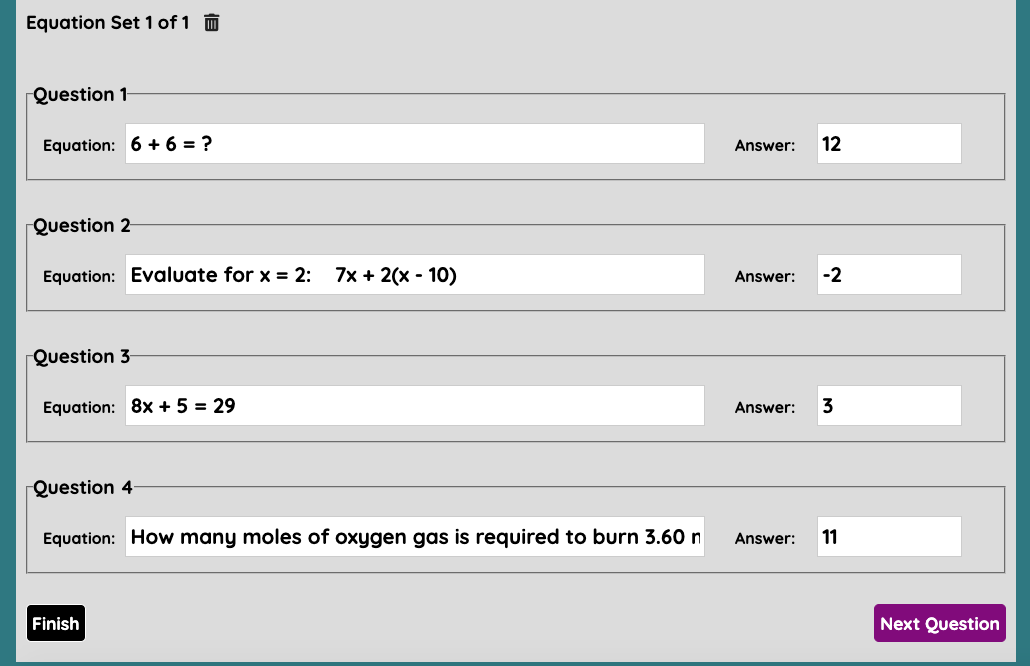 Equation Set 1 of 1
Question 1
Equation: 6 + 6 = ? Answer: 12
Question 2
Equation: Evaluate for x = 2: 7x + 2(x - 10) Answer: -2
Question 3
Equation: 8x + 5 = 29 Answer: 3
Question 4
Equation: How many moles of oxygen gas is required to burn 3.60 Answer: 11
Finish Next Question